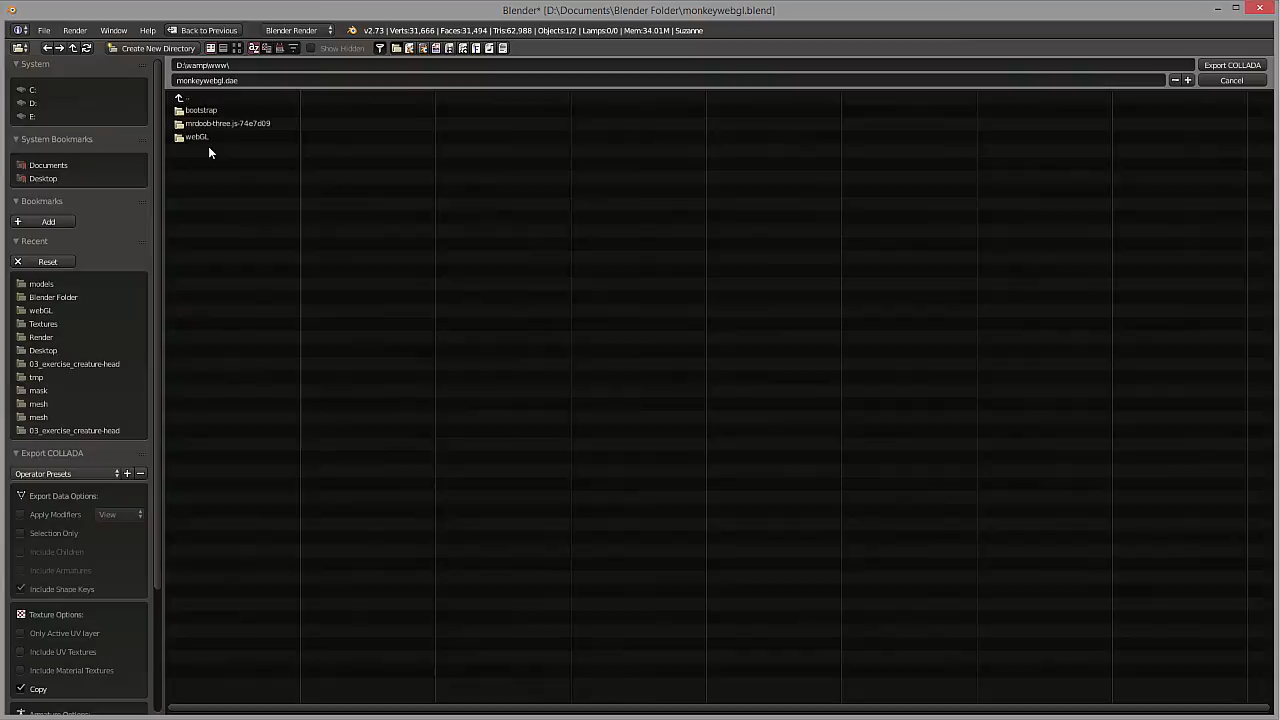 Blender* [D:\Documents\Blender Folder\monkeywebgl.blend]
File Render Window Help Back to Previous Blender Render v2.73 | Verts:31,666 | Faces:31,494 | Tris:62,988 | Objects:1/2 | Lamps:0/0 | Mem:34.01M | Suzanne
Create New Directory Show Hidden
System
D:\wamp\www\ Export COLLADA
monkeywebgl.dae Cancel
C:
D:
E:
..
bootstrap
mrdoob-three.js-74e7d09
webGL
System Bookmarks
Documents
Desktop
Bookmarks
Add
Recent
Reset
models
Blender Folder
webGL
Textures
Render
Desktop
03_exercise_creature-head
tmp
mask
mesh
mesh
03_exercise_creature-head
Export COLLADA
Operator Presets
Export Data Options:
Apply Modifiers View
Selection Only
Include Children
Include Armatures
Include Shape Keys
Texture Options:
Only Active UV layer
Include UV Textures
Include Material Textures
Copy
Armature Options: